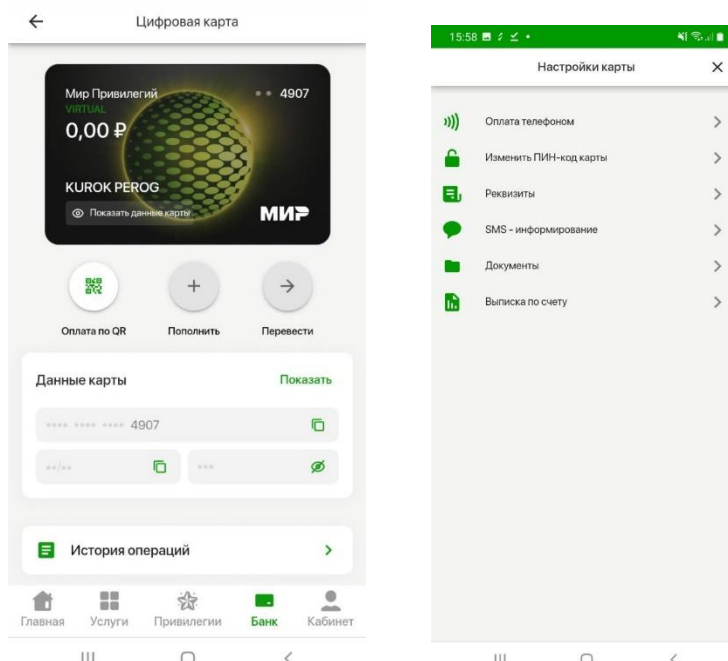 Цифровая карта
Мир Привилегий
•• 4907
VIRTUAL
0,00 ₽
KUROK PEROG
Показать данные карты
МИР
Оплата по QR
Пополнить
Перевести
Данные карты
Показать
•••• •••• •••• 4907
••/••
•••
История операций
Главная
Услуги
Привилегии
Банк
Кабинет
15:58
Настройки карты
Оплата телефоном
Изменить ПИН-код карты
Реквизиты
SMS - информирование
Документы
Выписка по счету